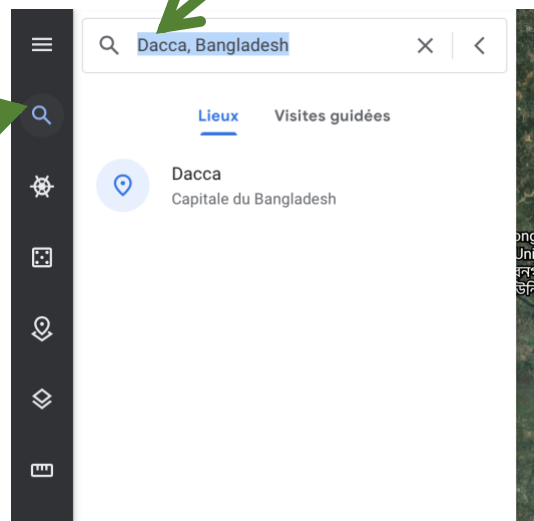 Dacca, Bangladesh
Lieux Visites guidées
Dacca
Capitale du Bangladesh